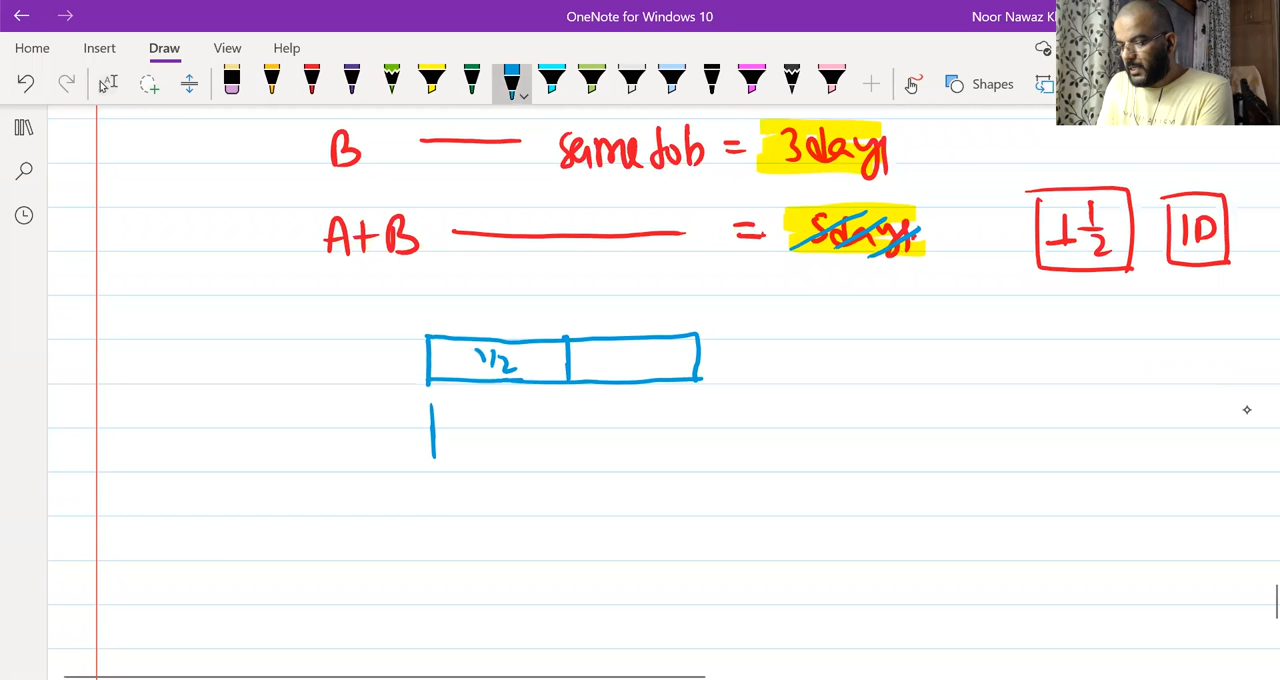 OneNote for Windows 10
Noor Nawaz K
Home Insert Draw View Help
Shapes
B same Job = 3 days
A+B = 5 days
1 1/2 1D
1/2